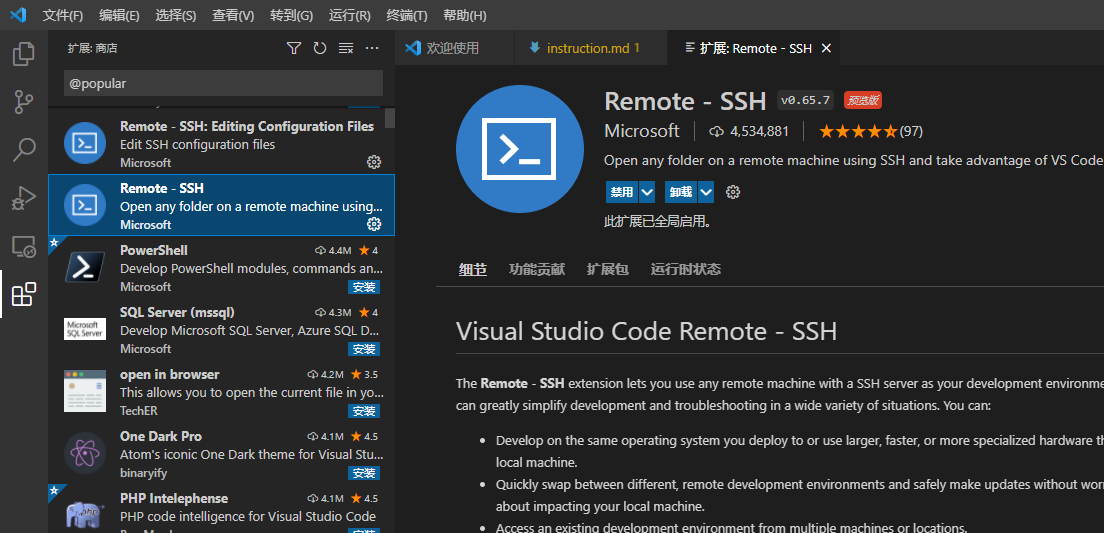 文件(F) 编辑(E) 选择(S) 查看(V) 转到(G) 运行(R) 终端(T) 帮助(H)
扩展: 商店
@popular
Remote - SSH: Editing Configuration Files
Edit SSH configuration files
Microsoft
Remote - SSH
Open any folder on a remote machine using...
Microsoft
PowerShell 4.4M 4
Develop PowerShell modules, commands an...
Microsoft 安装
SQL Server (mssql) 4.3M 4
Develop Microsoft SQL Server, Azure SQL D...
Microsoft 安装
Microsoft
SQL Server
open in browser 4.2M 3.5
This allows you to open the current file in yo...
TechER 安装
One Dark Pro 4.1M 4.5
Atom's iconic One Dark theme for Visual Stu...
binaryify 安装
PHP Intelephense 4.1M 4.5
PHP code intelligence for Visual Studio Code
php
欢迎使用 instruction.md 1 扩展: Remote - SSH
Remote - SSH v0.65.7 预览版
Microsoft 4,534,881 (97)
Open any folder on a remote machine using SSH and take advantage of VS Code
禁用 卸载
此扩展已全局启用。
细节 功能贡献 扩展包 运行时状态
Visual Studio Code Remote - SSH
The Remote - SSH extension lets you use any remote machine with a SSH server as your development environme
can greatly simplify development and troubleshooting in a wide variety of situations. You can:
• Develop on the same operating system you deploy to or use larger, faster, or more specialized hardware th
local machine.
• Quickly swap between different, remote development environments and safely make updates without worr
about impacting your local machine.
• Access an existing development environment from multiple machines or locations.